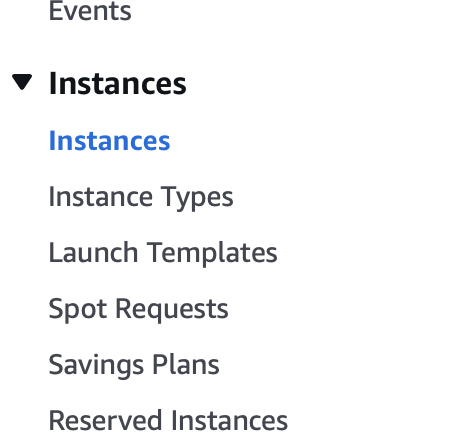 Events
Instances
Instances
Instance Types
Launch Templates
Spot Requests
Savings Plans
Reserved Instances